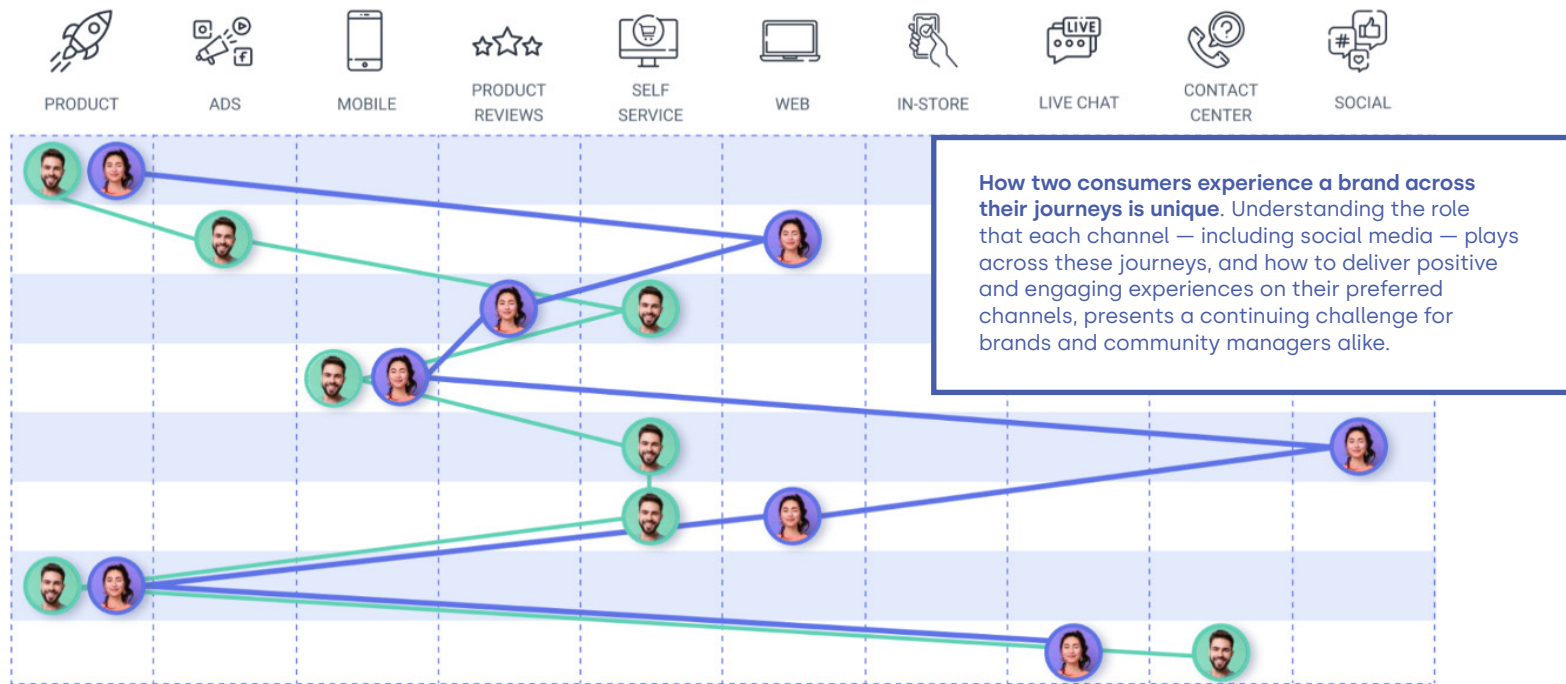 LIVE
?
#
f
PRODUCT
ADS
MOBILE
PRODUCT
REVIEWS
SELF
SERVICE
WEB
IN-STORE
LIVE CHAT
CONTACT
CENTER
SOCIAL
How two consumers experience a brand across
their journeys is unique. Understanding the role
that each channel — including social media — plays
across these journeys, and how to deliver positive
and engaging experiences on their preferred
channels, presents a continuing challenge for
brands and community managers alike.